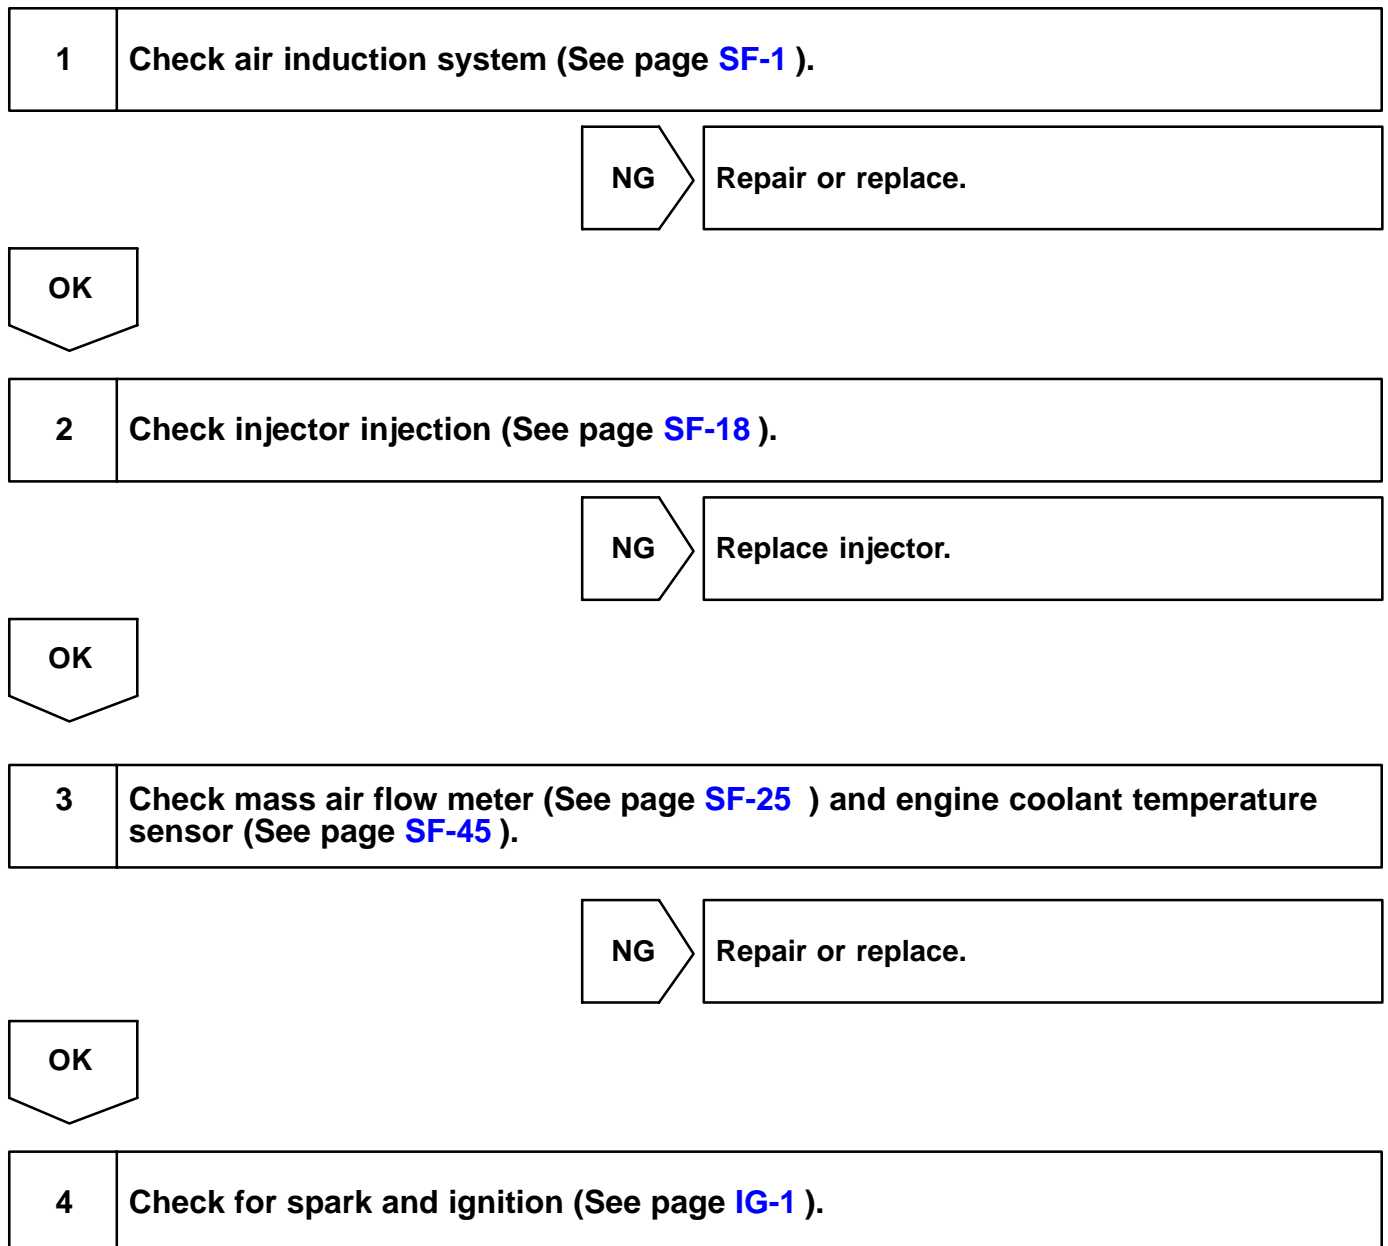 1
Check air induction system (See page SF-1 ).
NG
Repair or replace.
OK
2
Check injector injection (See page SF-18 ).
NG
Replace injector.
OK
3
Check mass air flow meter (See page SF-25 ) and engine coolant temperature
sensor (See page SF-45 ).
NG
Repair or replace.
OK
4
Check for spark and ignition (See page IG-1 ).